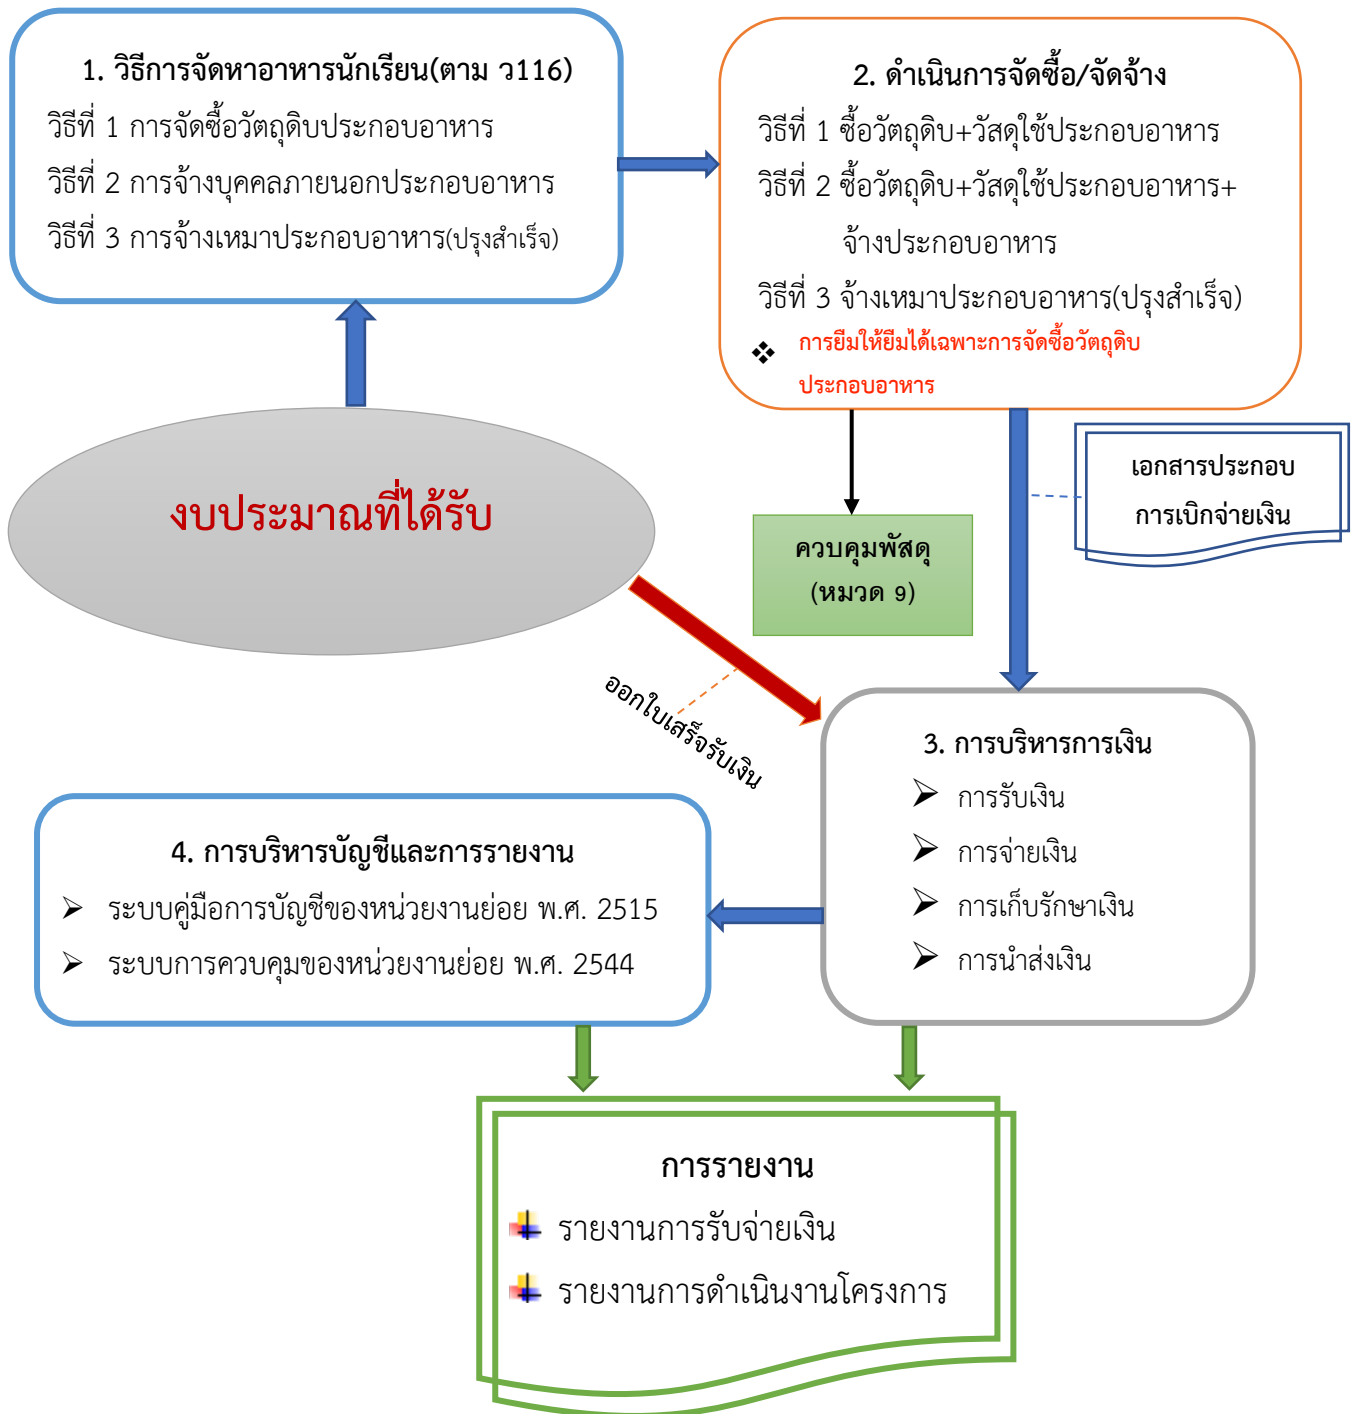 1. วิธีการจัดหาอาหารนักเรียน(ตาม ว116)
วิธีที่ 1 การจัดซื้อวัตถุดิบประกอบอาหาร
วิธีที่ 2 การจ้างบุคคลภายนอกประกอบอาหาร
วิธีที่ 3 การจ้างเหมาประกอบอาหาร(ปรุงสำเร็จ)
2. ดำเนินการจัดซื้อ/จัดจ้าง
วิธีที่ 1 ซื้อวัตถุดิบ+วัสดุใช้ประกอบอาหาร
วิธีที่ 2 ซื้อวัตถุดิบ+วัสดุใช้ประกอบอาหาร+
จ้างประกอบอาหาร
วิธีที่ 3 จ้างเหมาประกอบอาหาร(ปรุงสำเร็จ)
❖ การยืมให้ยืมได้เฉพาะการจัดซื้อวัตถุดิบ
ประกอบอาหาร
งบประมาณที่ได้รับ
เอกสารประกอบ
การเบิกจ่ายเงิน
ควบคุมพัสดุ
(หมวด 9)
ออกใบเสร็จรับเงิน
3. การบริหารการเงิน
➢ การรับเงิน
➢ การจ่ายเงิน
➢ การเก็บรักษาเงิน
➢ การนำส่งเงิน
4. การบริหารบัญชีและการรายงาน
➢ ระบบคู่มือการบัญชีของหน่วยงานย่อย พ.ศ. 2515
➢ ระบบการควบคุมของหน่วยงานย่อย พ.ศ. 2544
การรายงาน
รายงานการรับจ่ายเงิน
รายงานการดำเนินงานโครงการ